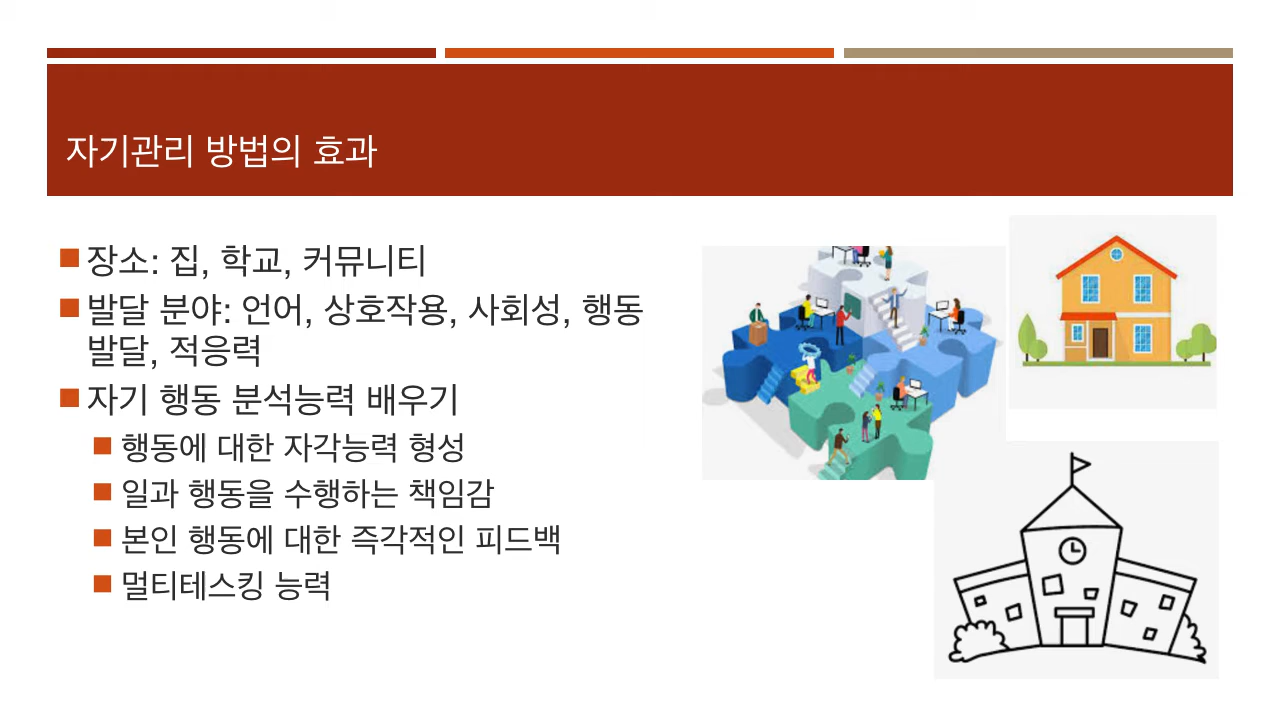 자기관리 방법의 효과
장소: 집, 학교, 커뮤니티
발달 분야: 언어, 상호작용, 사회성, 행동
발달, 적응력
자기 행동 분석능력 배우기
행동에 대한 자각능력 형성
일과 행동을 수행하는 책임감
본인 행동에 대한 즉각적인 피드백
멀티테스킹 능력